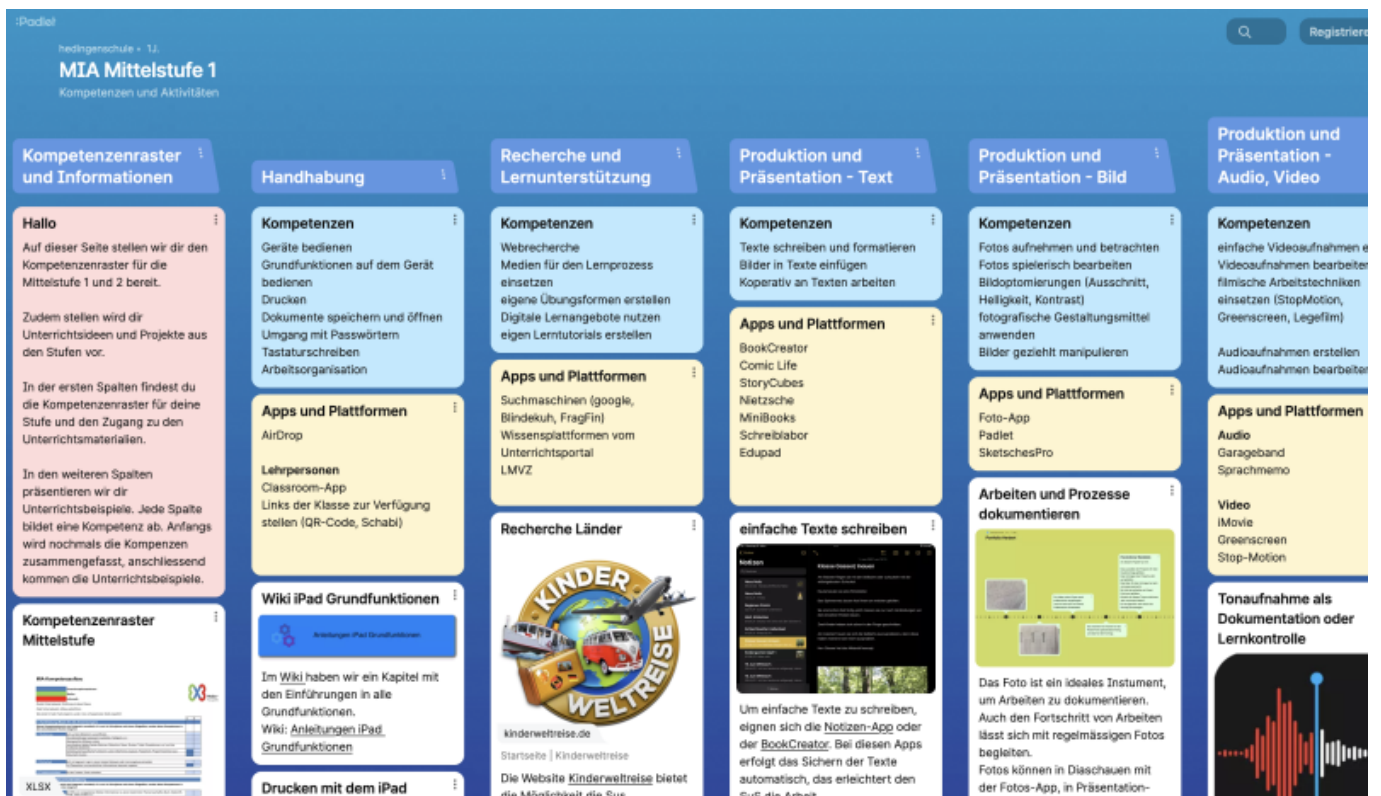 :Padlet
hedingenschule • 1J.
MIA Mittelstufe 1
Kompetenzen und Aktivitäten
Registriere
Kompetenzenraster
und Informationen
Hallo
Auf dieser Seite stellen wir dir den
Kompetenzenraster für die
Mittelstufe 1 und 2 bereit.
Zudem stellen wird dir
Unterrichtsideen und Projekte aus
den Stufen vor.
In der ersten Spalten findest du
die Kompetenzenraster für deine
Stufe und den Zugang zu den
Unterrichtsmaterialien.
In den weiteren Spalten
präsentieren wir dir
Unterrichtsbeispiele. Jede Spalte
bildet eine Kompetenz ab. Anfangs
wird nochmals die Kompenzen
zusammengefasst, anschliessend
kommen die Unterrichtsbeispiele.
Kompetenzenraster
Mittelstufe
XLSX
Handhabung
Kompetenzen
Geräte bedienen
Grundfunktionen auf dem Gerät
bedienen
Drucken
Dokumente speichern und öffnen
Umgang mit Passwörtern
Tastaturschreiben
Arbeitsorganisation
Apps und Plattformen
AirDrop
Lehrpersonen
Classroom-App
Links der Klasse zur Verfügung
stellen (QR-Code, Schabi)
Wiki iPad Grundfunktionen
Anleitungen iPad Grundfunktionen
Im Wiki haben wir ein Kapitel mit
den Einführungen in alle
Grundfunktionen.
Wiki: Anleitungen iPad
Grundfunktionen
Drucken mit dem iPad
Recherche und
Lernunterstützung
Kompetenzen
Webrecherche
Medien für den Lernprozess
einsetzen
eigene Übungsformen erstellen
Digitale Lernangebote nutzen
eigen Lerntutorials erstellen
Apps und Plattformen
Suchmaschinen (google,
Blindekuh, FragFin)
Wissensplattformen vom
Unterrichtsportal
LMVZ
Recherche Länder
KINDER
WELTREISE
kinderweltreise.de
Startseite | Kinderweltreise
Die Website Kinderweltreise bietet
die Möglichkeit die Sus
Produktion und
Präsentation - Text
Kompetenzen
Texte schreiben und formatieren
Bilder in Texte einfügen
Koperativ an Texten arbeiten
Apps und Plattformen
BookCreator
Comic Life
StoryCubes
Nietzsche
MiniBooks
Schreiblabor
Edupad
einfache Texte schreiben
Notizen
Um einfache Texte zu schreiben,
eignen sich die Notizen-App oder
der BookCreator. Bei diesen Apps
erfolgt das Sichern der Texte
automatisch, das erleichtert den
SuS die Arbeit.
Produktion und
Präsentation - Bild
Kompetenzen
Fotos aufnehmen und betrachten
Fotos spielerisch bearbeiten
Bildoptomierungen (Ausschnitt,
Helligkeit, Kontrast)
fotografische Gestaltungsmittel
anwenden
Bilder geziehlt manipulieren
Apps und Plattformen
Foto-App
Padlet
SketschesPro
Arbeiten und Prozesse
dokumentieren
Das Foto ist ein ideales Instument,
um Arbeiten zu dokumentieren.
Auch den Fortschritt von Arbeiten
lässt sich mit regelmässigen Fotos
begleiten.
Fotos können in Diaschauen mit
der Fotos-App, in Präsentation-
Produktion und
Präsentation -
Audio, Video
Kompetenzen
einfache Videoaufnahmen e
Videoaufnahmen bearbeiten
filmische Arbeitstechniken
einsetzen (StopMotion,
Greenscreen, Legefilm)
Audioaufnahmen erstellen
Audioaufnahmen bearbeiten
Apps und Plattformen
Audio
Garageband
Sprachmemo
Video
iMovie
Greenscreen
Stop-Motion
Tonaufnahme als
Dokumentation oder
Lernkontrolle